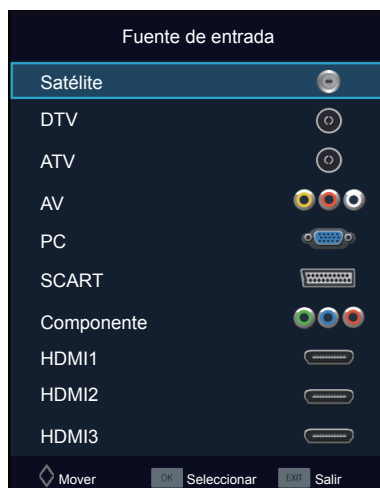 Fuente de entrada
Satélite
DTV
ATV
AV
PC
SCART
Componente
HDMI1
HDMI2
HDMI3
Mover OK Seleccionar EXIT Salir